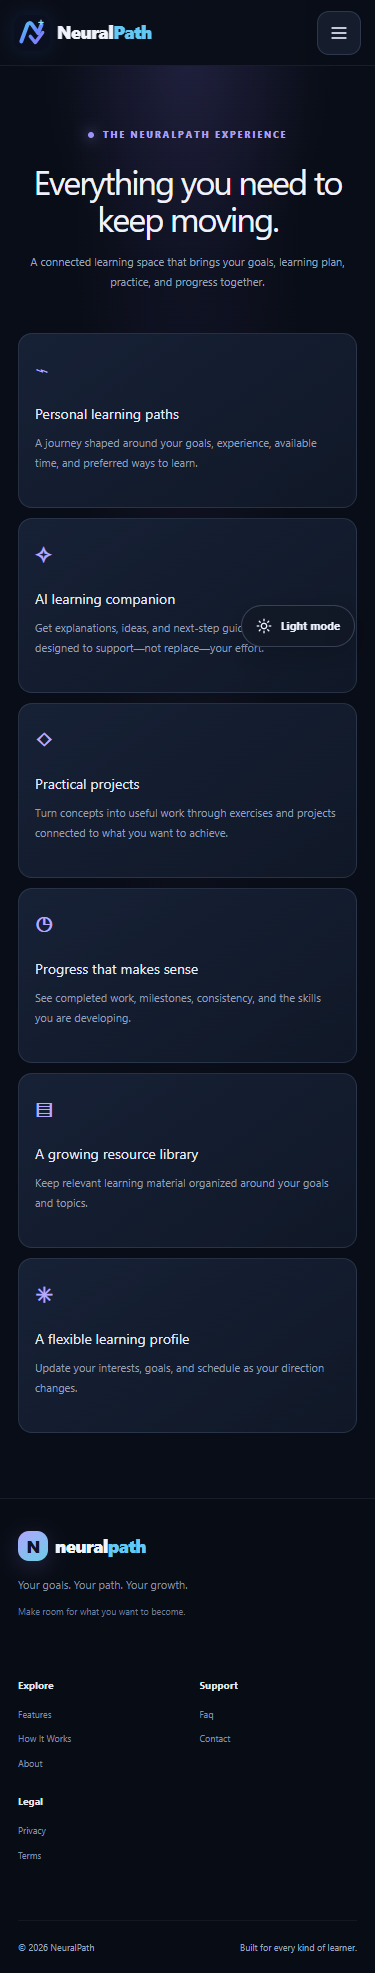 NeuralPath
THE NEURALPATH EXPERIENCE
Everything you need to
keep moving.
A connected learning space that brings your goals, learning plan,
practice, and progress together.
Personal learning paths
A journey shaped around your goals, experience, available
time, and preferred ways to learn.
AI learning companion
Get explanations, ideas, and next-step
Light mode
designed to support—not replace—your effort.
Practical projects
Turn concepts into useful work through exercises and projects
connected to what you want to achieve.
Progress that makes sense
See completed work, milestones, consistency, and the skills
you are developing.
A growing resource library
Keep relevant learning material organized around your goals
and topics.
A flexible learning profile
Update your interests, goals, and schedule as your direction
changes.
N neuralpath
Your goals. Your path. Your growth.
Make room for what you want to become.
Explore
Support
Features
Faq
How It Works
Contact
About
Legal
Privacy
Terms
© 2026 NeuralPath
Built for every kind of learner.